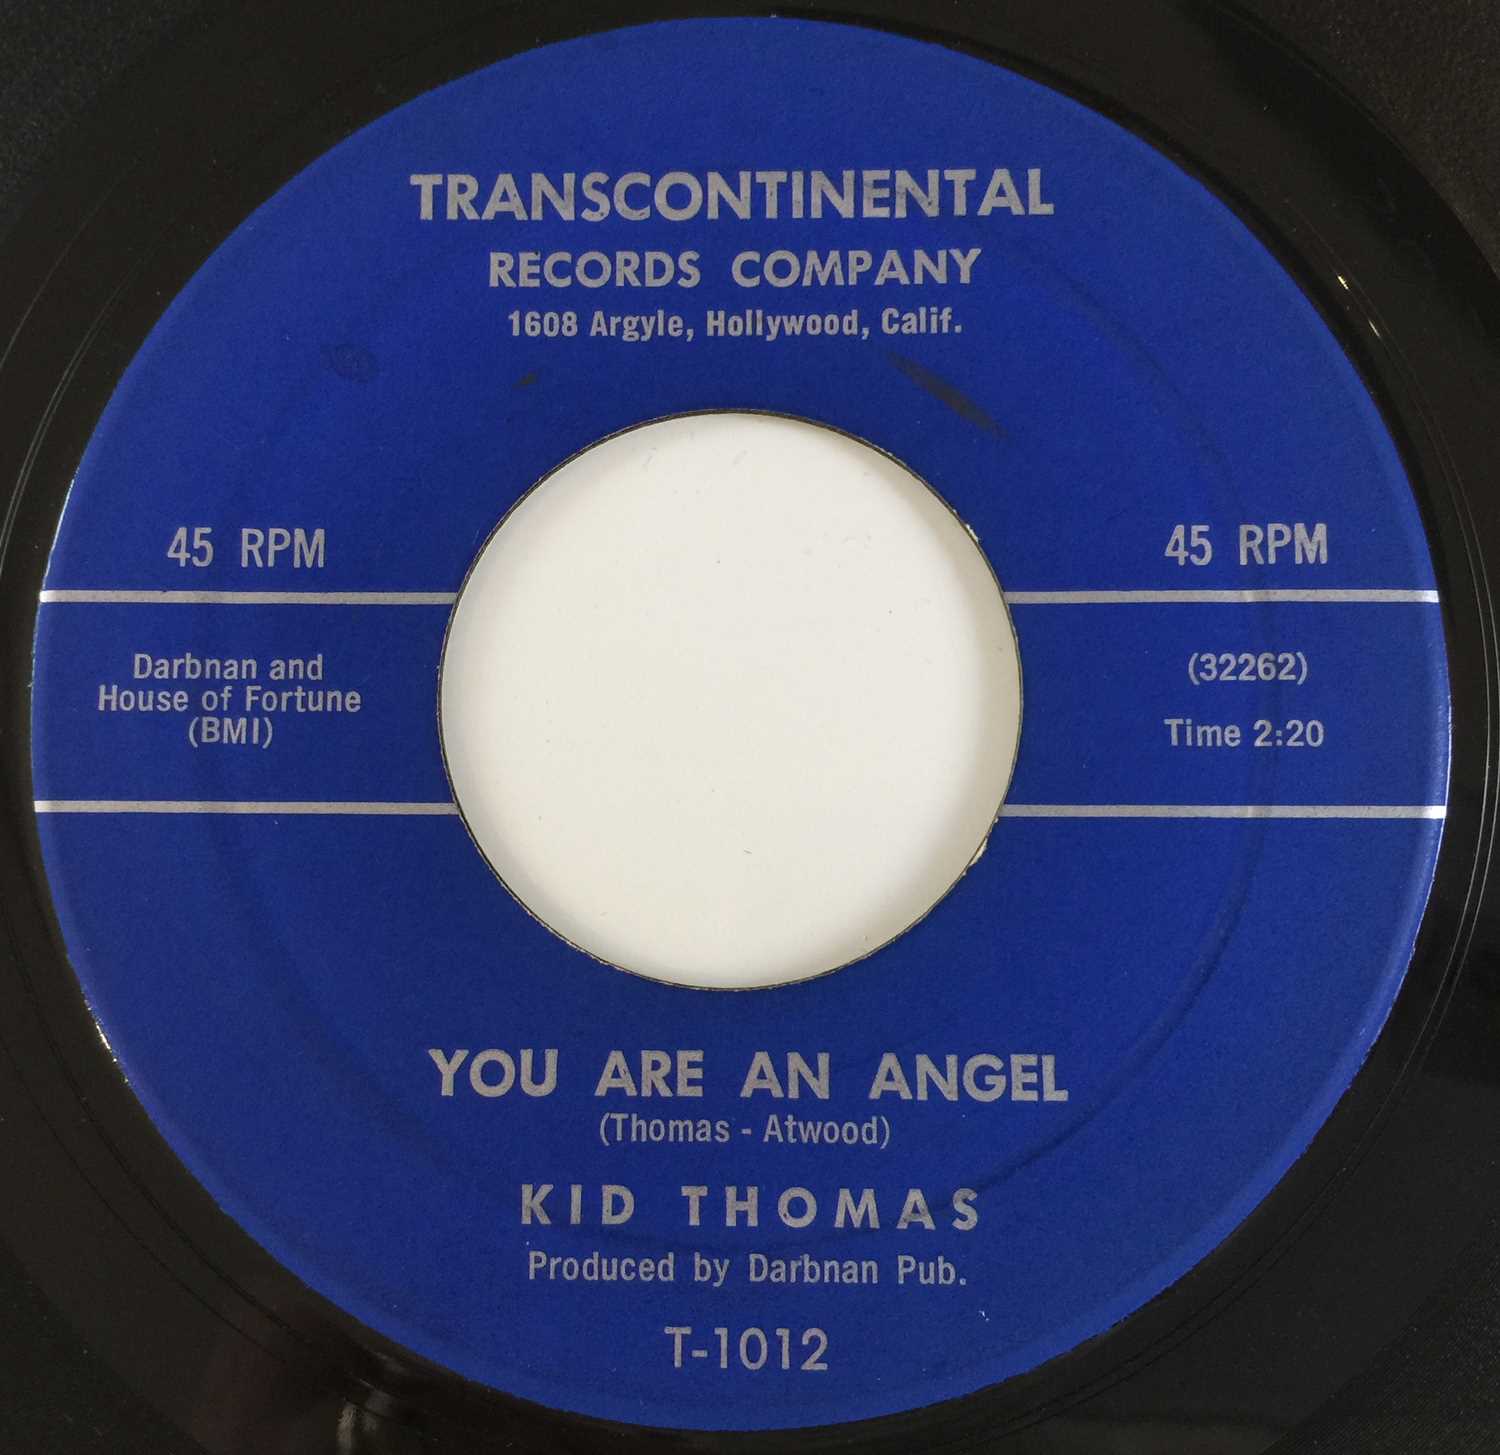 TRANSCONTINENTAL
RECORDS COMPANY
1608 Argyle, Hollywood, Calif.
45 RPM
45 RPM
Darbnan and
House of Fortune
(BMI)
(32262)
Time 2:20
YOU ARE AN ANGEL
(Thomas - Atwood)
KID THOMAS
Produced by Darbnan Pub.
T-1012